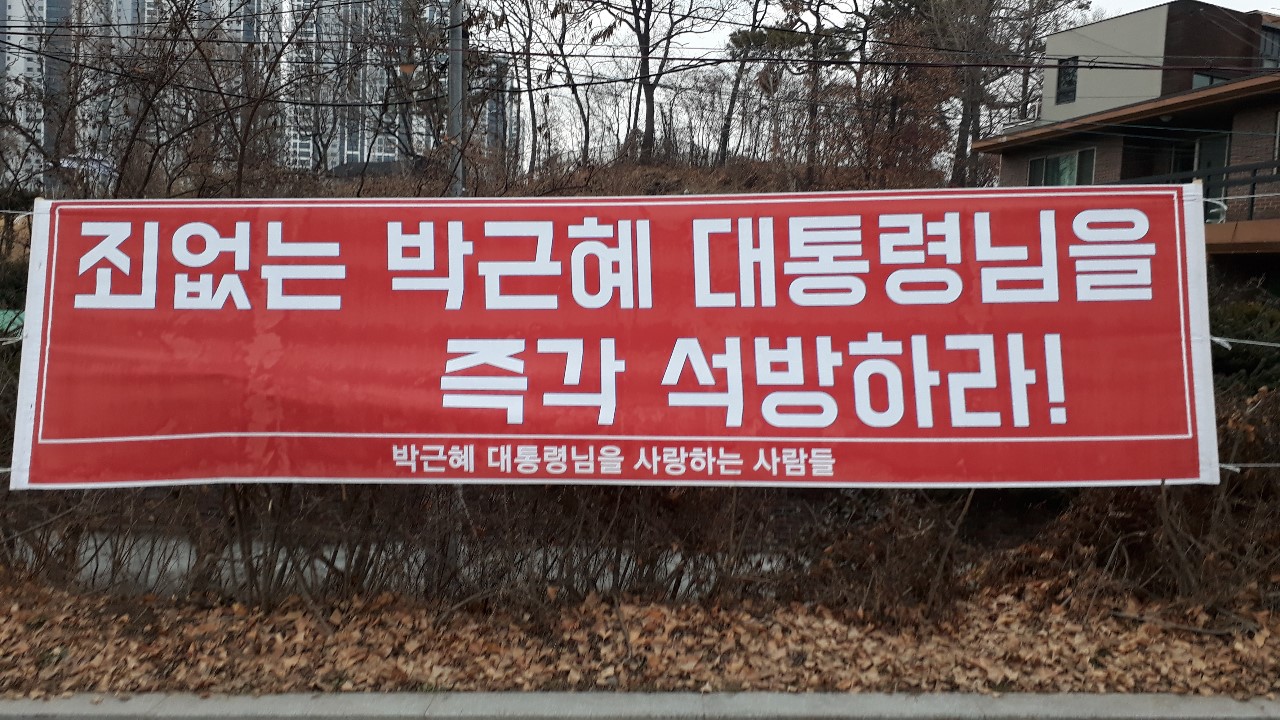 죄없는 박근혜 대통령님을
즉각 석방하라!
박근혜 대통령님을 사랑하는 사람들